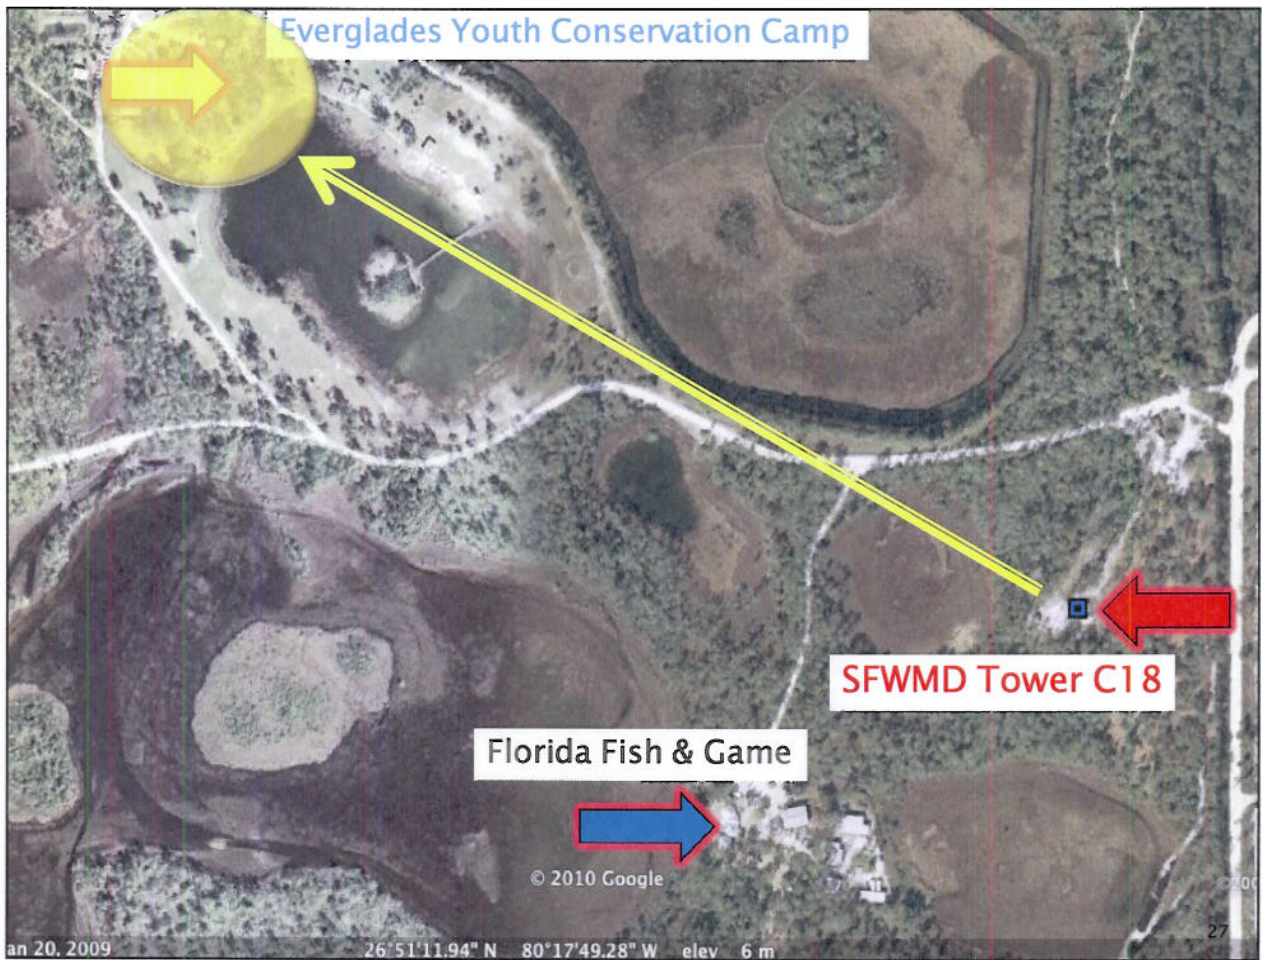 Everglades Youth Conservation Camp
SFWMD Tower C18
Florida Fish & Game
© 2010 Google
an 20, 2009
26°51'11.94" N 80°17'49.28" W elev 6 m
27